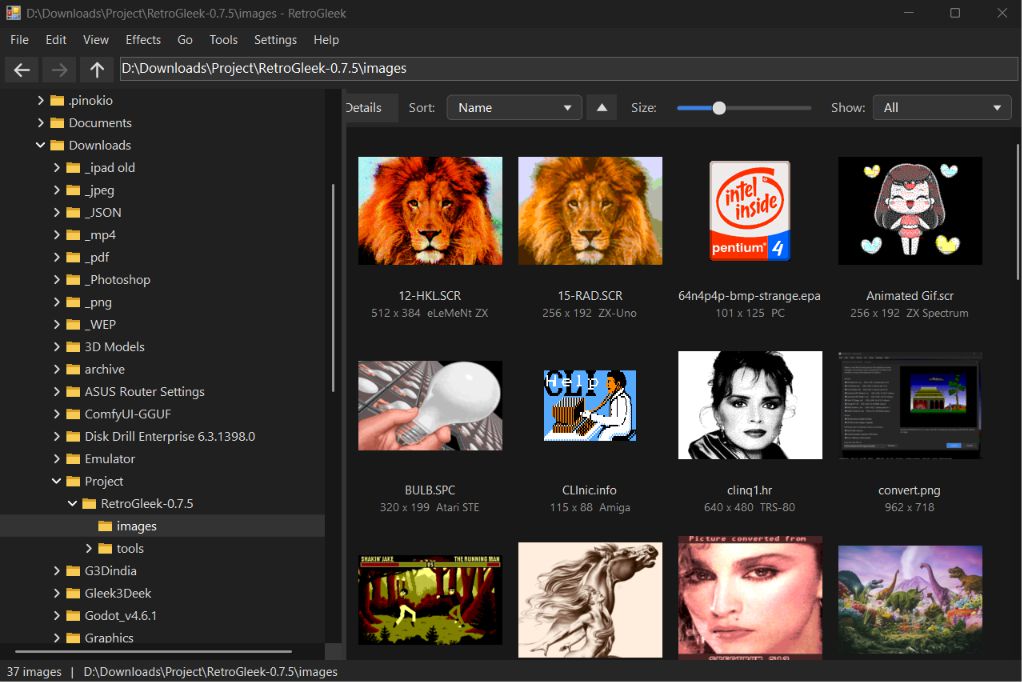 D:\Downloads\Project\RetroGleek-0.7.5\images - RetroGleek
File Edit View Effects Go Tools Settings Help
D:\Downloads\Project\RetroGleek-0.7.5\images
Details Sort: Name Size: Show: All
.pinokio
Documents
Downloads
_ipad old
_jpeg
_JSON
_mp4
_pdf
_Photoshop
_png
_WEP
3D Models
archive
ASUS Router Settings
ComfyUI-GGUF
Disk Drill Enterprise 6.3.1398.0
Emulator
Project
RetroGleek-0.7.5
images
tools
G3Dindia
Gleek3Deek
Godot_v4.6.1
Graphics
intel
inside
pentium® 4
12-HKL.SCR
512 x 384 eLeMeNt ZX
15-RAD.SCR
256 x 192 ZX-Uno
64n4p4p-bmp-strange.epa
101 x 125 PC
Animated Gif.scr
256 x 192 ZX Spectrum
Help
CLI
BULB.SPC
320 x 199 Atari STE
CLInic.info
115 x 88 Amiga
clinq1.hr
640 x 480 TRS-80
convert.png
962 x 718
SHAKIN' JAKE 85 THE RUNNING MAN
Picture converted from
37 images | D:\Downloads\Project\RetroGleek-0.7.5\images